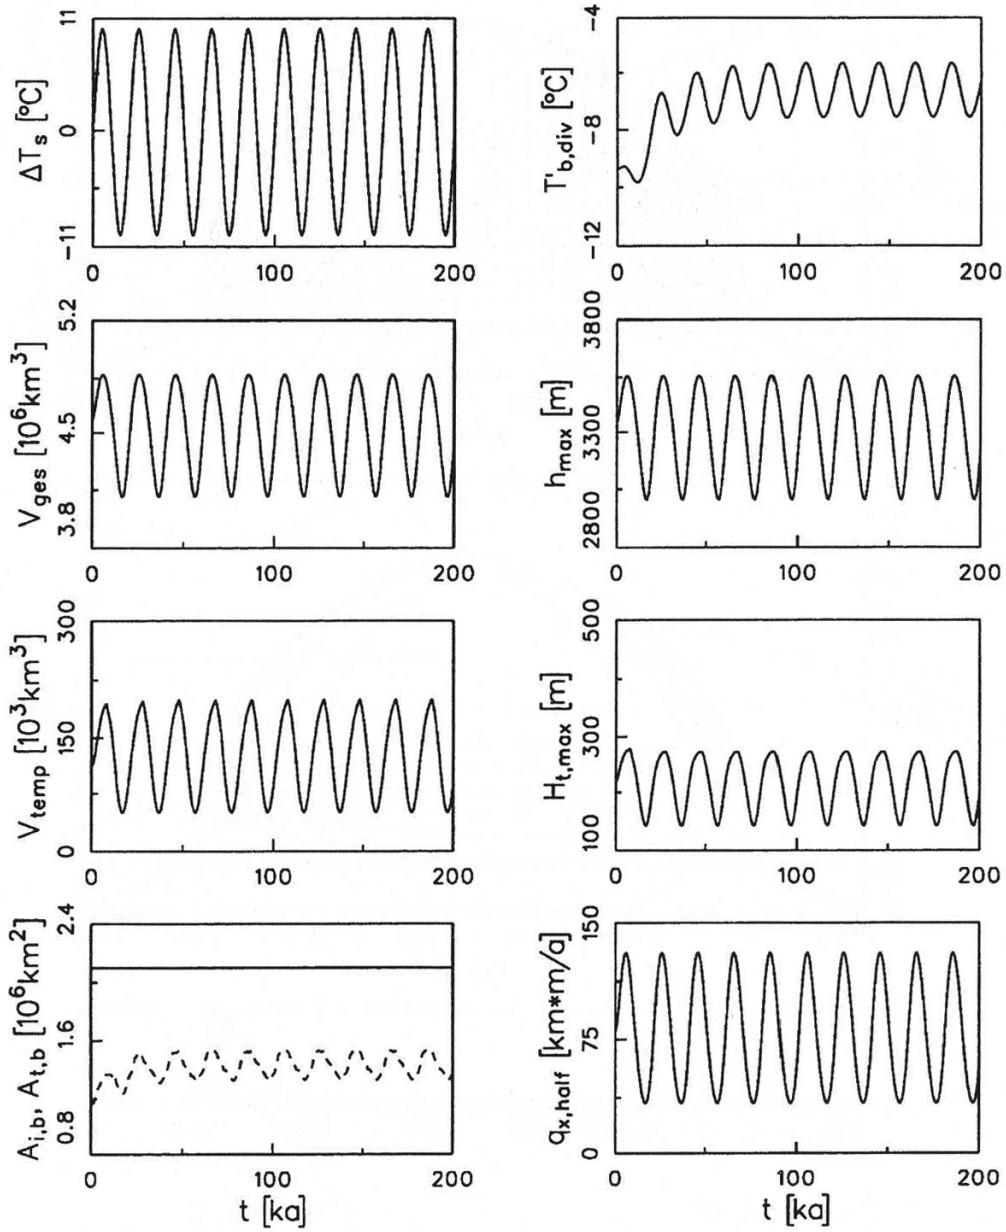 ΔT_s [°C]
11
0
−11
0 100 200
T'_b,div [°C]
−4
−8
−12
0 100 200
V_ges [10^6 km^3]
5.2
4.5
3.8
0 100 200
h_max [m]
3800
3300
2800
0 100 200
V_temp [10^3 km^3]
300
150
0
0 100 200
H_t,max [m]
500
300
100
0 100 200
A_i,b, A_t,b [10^6 km^2]
2.4
1.6
0.8
0 100 200
t [ka]
q_x,half [km*m/a]
150
75
0
0 100 200
t [ka]